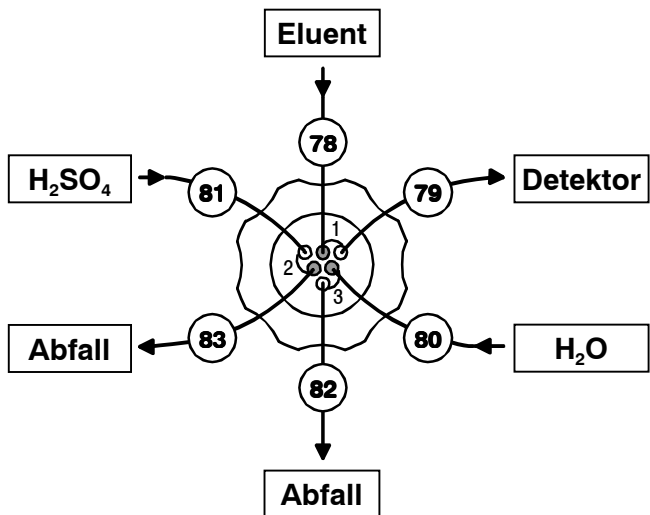 Eluent
78
H₂SO₄
81
79
Detektor
1
2
3
Abfall
83
80
H₂O
82
Abfall